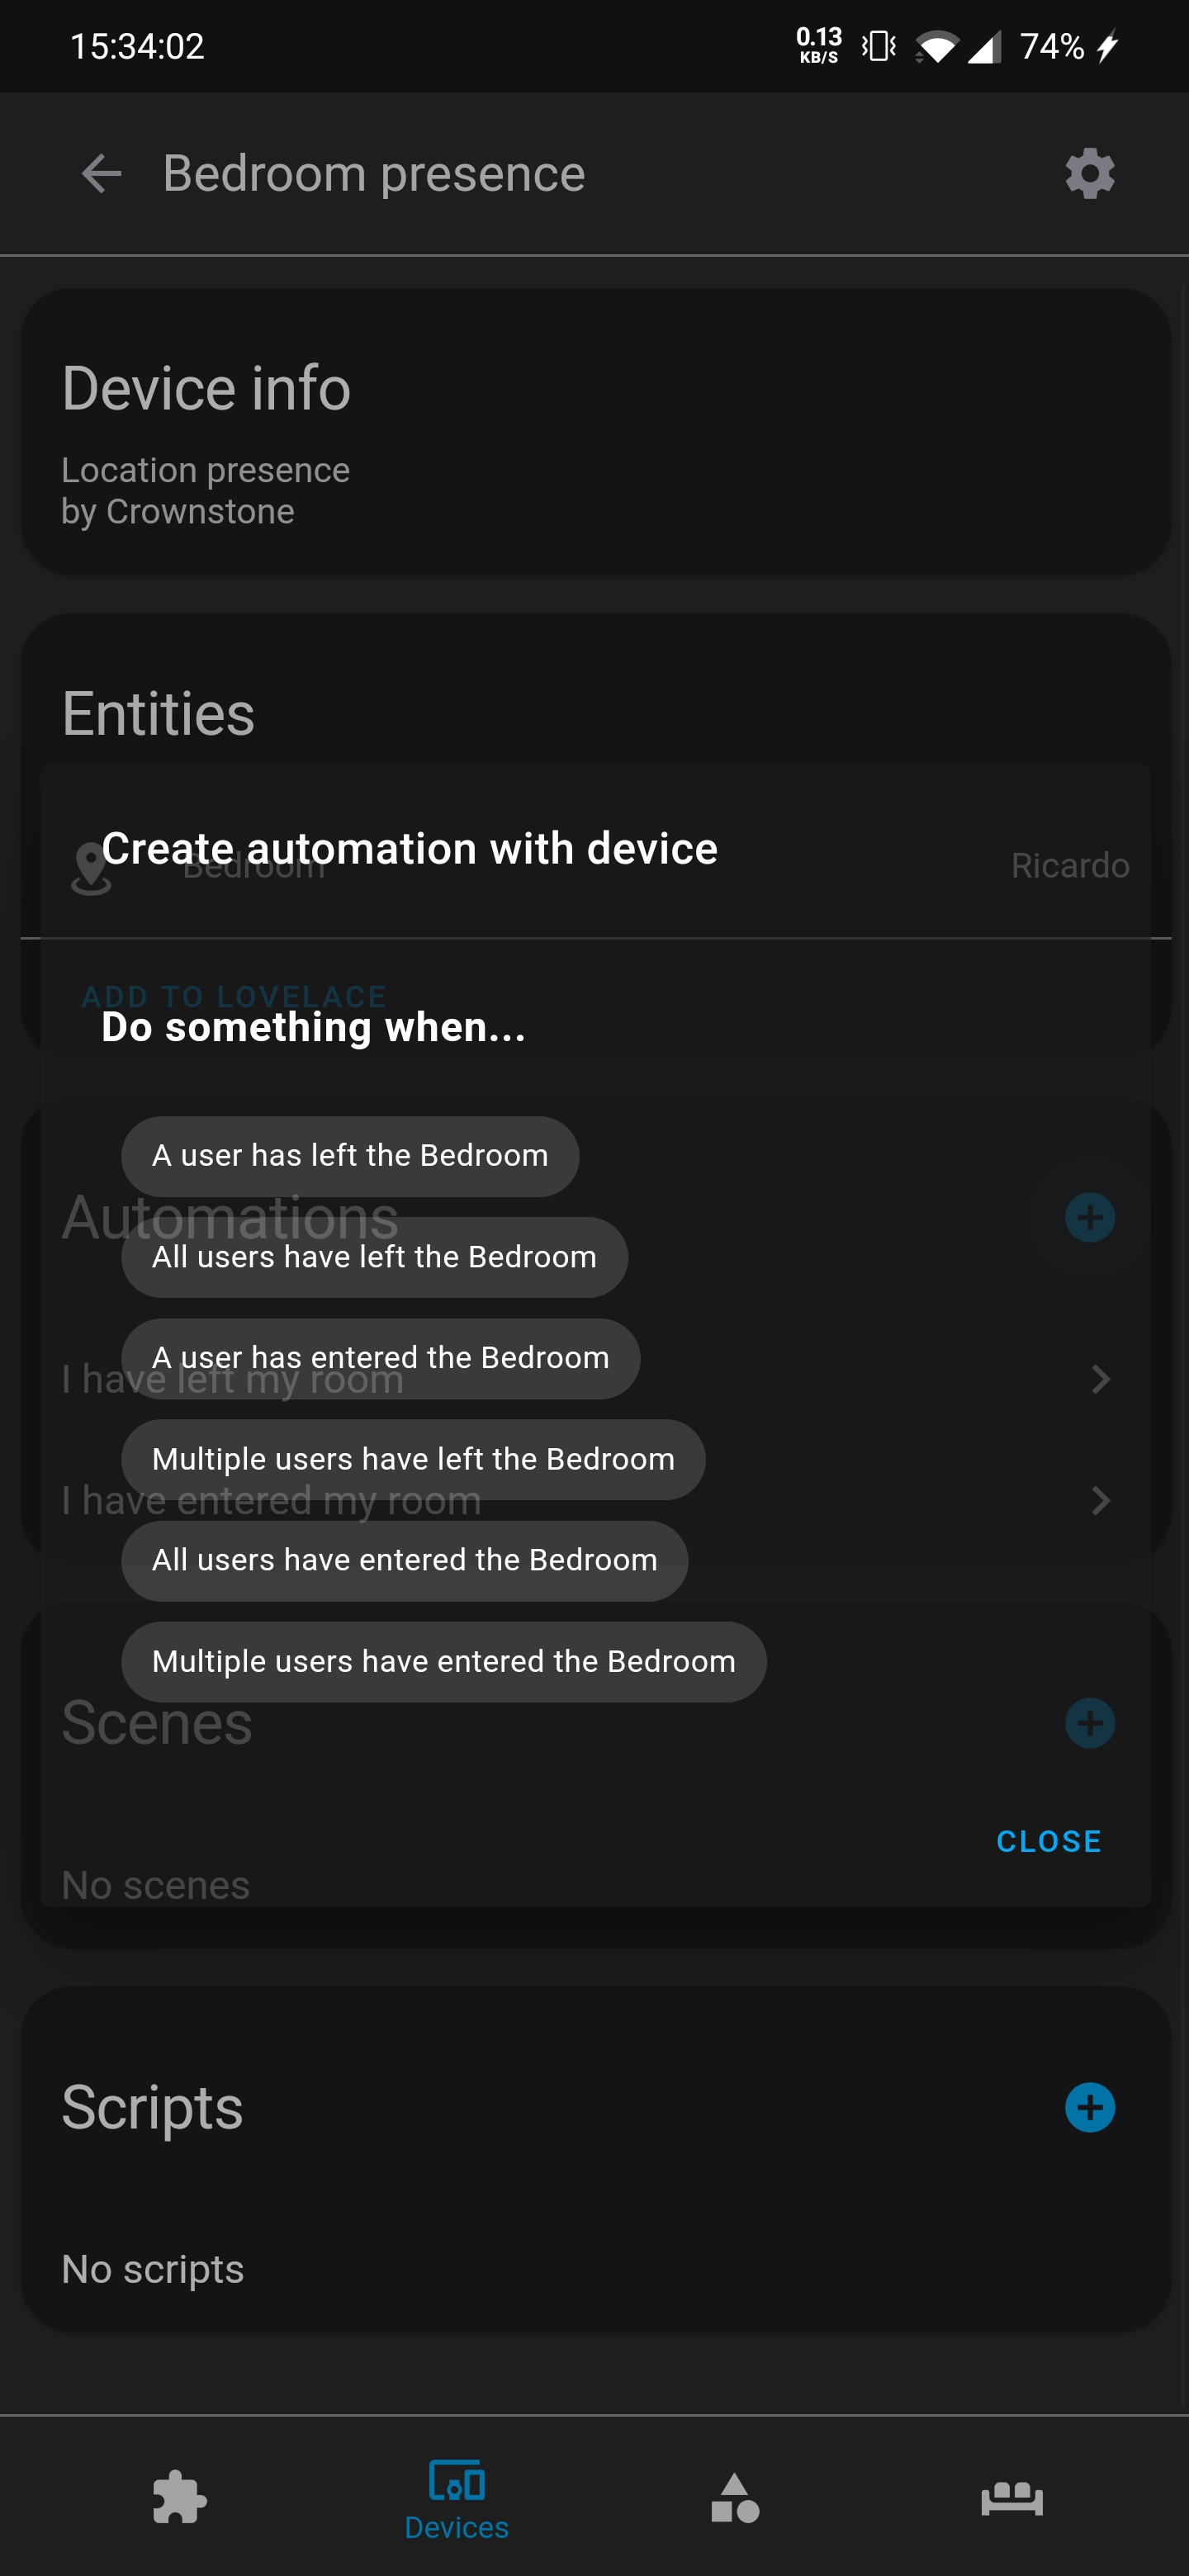 15:34:02
0.13
KB/S
74%
Bedroom presence
Device info
Location presence
by Crownstone
Entities
Create automation with device
Bedroom
Ricardo
ADD TO LOVELACE
Do something when...
A user has left the Bedroom
Automations
All users have left the Bedroom
A user has entered the Bedroom
I have left my room
Multiple users have left the Bedroom
I have entered my room
All users have entered the Bedroom
Multiple users have entered the Bedroom
Scenes
CLOSE
No scenes
Scripts
No scripts
Devices